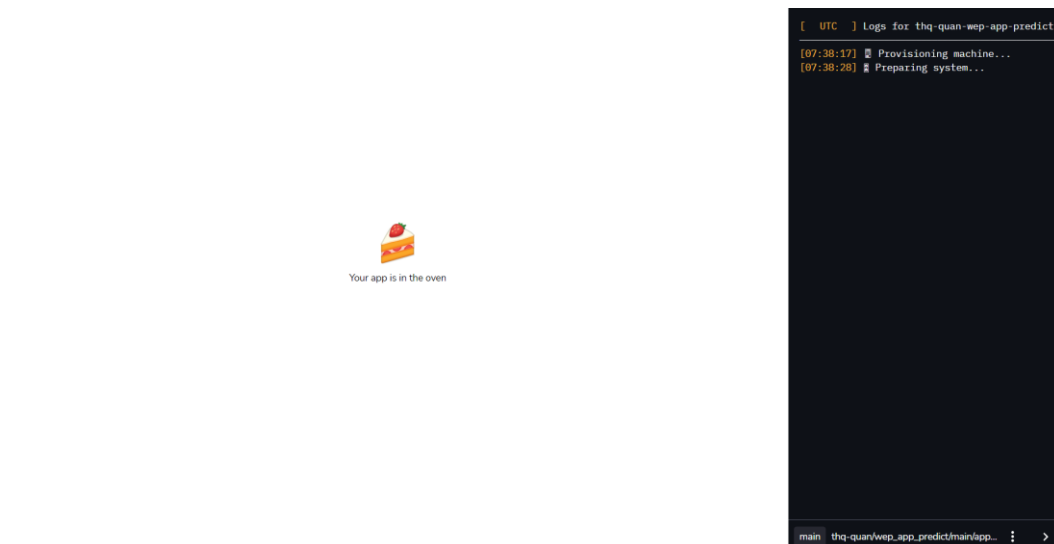 Your app is in the oven
[ UTC ] Logs for thq-quan-wep-app-predict
[07:38:17] Provisioning machine...
[07:38:28] Preparing system...
main thq-quan/wep_app_predict/main/app...